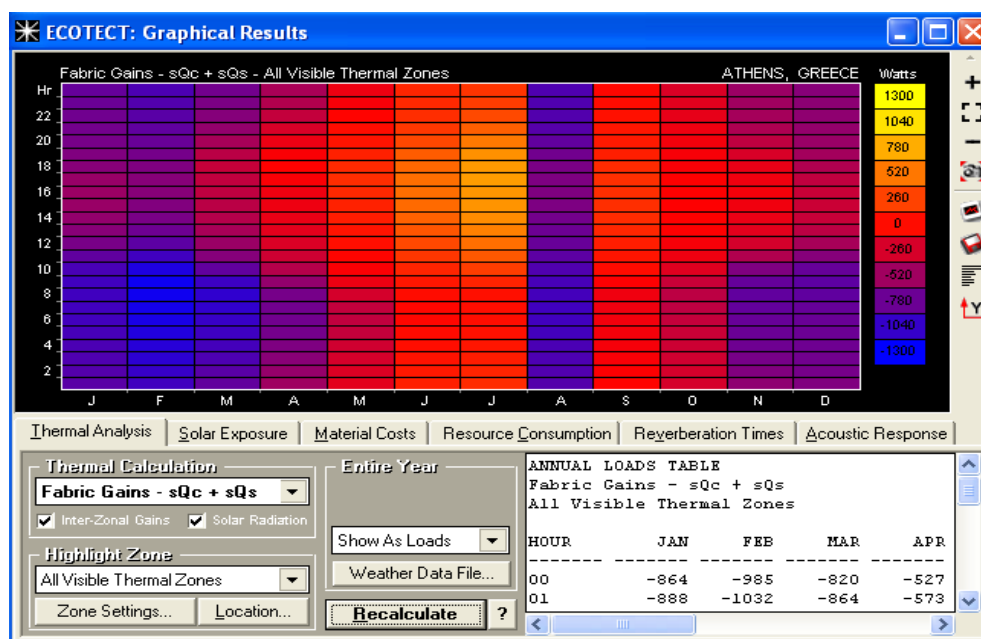 ECOTECT: Graphical Results
Fabric Gains - sQc + sQs - All Visible Thermal Zones ATHENS, GREECE Watts
Hr
22
20
18
16
14
12
10
8
6
4
2
1300
1040
780
520
260
0
-260
-520
-780
-1040
-1300
J F M A M J J A S O N D
Thermal Analysis Solar Exposure Material Costs Resource Consumption Reverberation Times Acoustic Response
Thermal Calculation
Fabric Gains - sQc + sQs
Inter-Zonal Gains Solar Radiation
Highlight Zone
All Visible Thermal Zones
Zone Settings... Location...
Entire Year
Show As Loads
Weather Data File...
Recalculate ?
ANNUAL LOADS TABLE
Fabric Gains - sQc + sQs
All Visible Thermal Zones
HOUR JAN FEB MAR APR
---- ------- ------- ------- -------
00 -864 -985 -820 -527
01 -888 -1032 -864 -573
Y